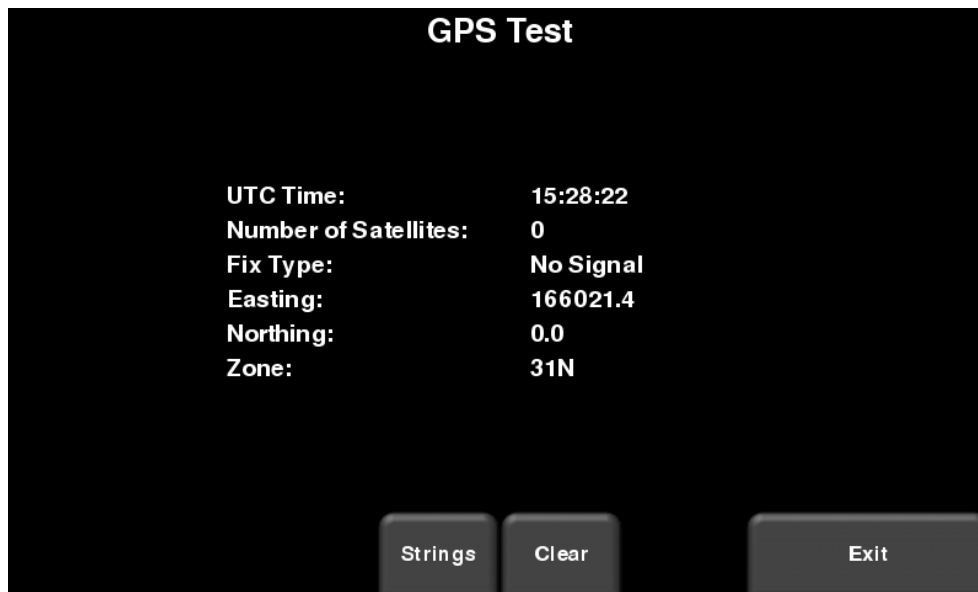 GPS Test
UTC Time: 15:28:22
Number of Satellites: 0
Fix Type: No Signal
Easting: 166021.4
Northing: 0.0
Zone: 31N
Strings Clear Exit